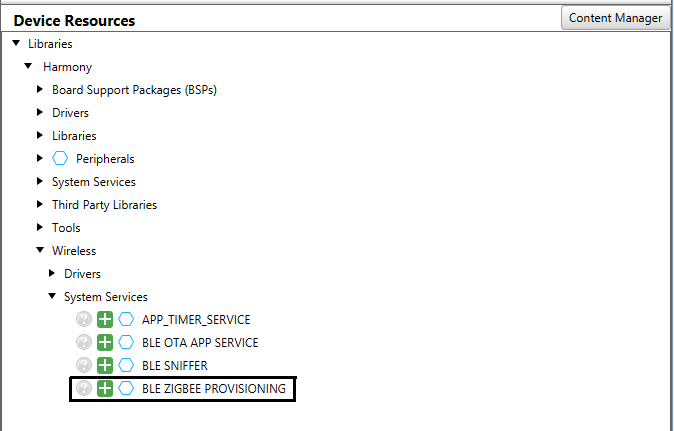 Device Resources
Content Manager
Libraries
Harmony
Board Support Packages (BSPs)
Drivers
Libraries
Peripherals
System Services
Third Party Libraries
Tools
Wireless
Drivers
System Services
APP_TIMER_SERVICE
BLE OTA APP SERVICE
BLE SNIFFER
BLE ZIGBEE PROVISIONING